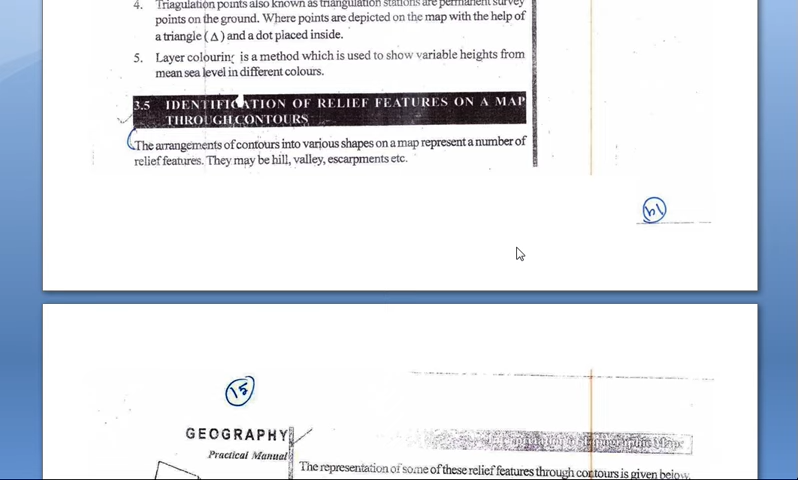 4. Triagulation points also known as triangulation stations are permanent survey
points on the ground. Where points are depicted on the map with the help of
a triangle (Δ) and a dot placed inside.
5. Layer colouring is a method which is used to show variable heights from
mean sea level in different colours.
3.5 IDENTIFICATION OF RELIEF FEATURES ON A MAP
THROUGH CONTOURS
The arrangements of contours into various shapes on a map represent a number of
relief features. They may be hill, valley, escarpments etc.
15
GEOGRAPHY
Practical Manual
Topographic Maps
The representation of some of these relief features through contours is given below.